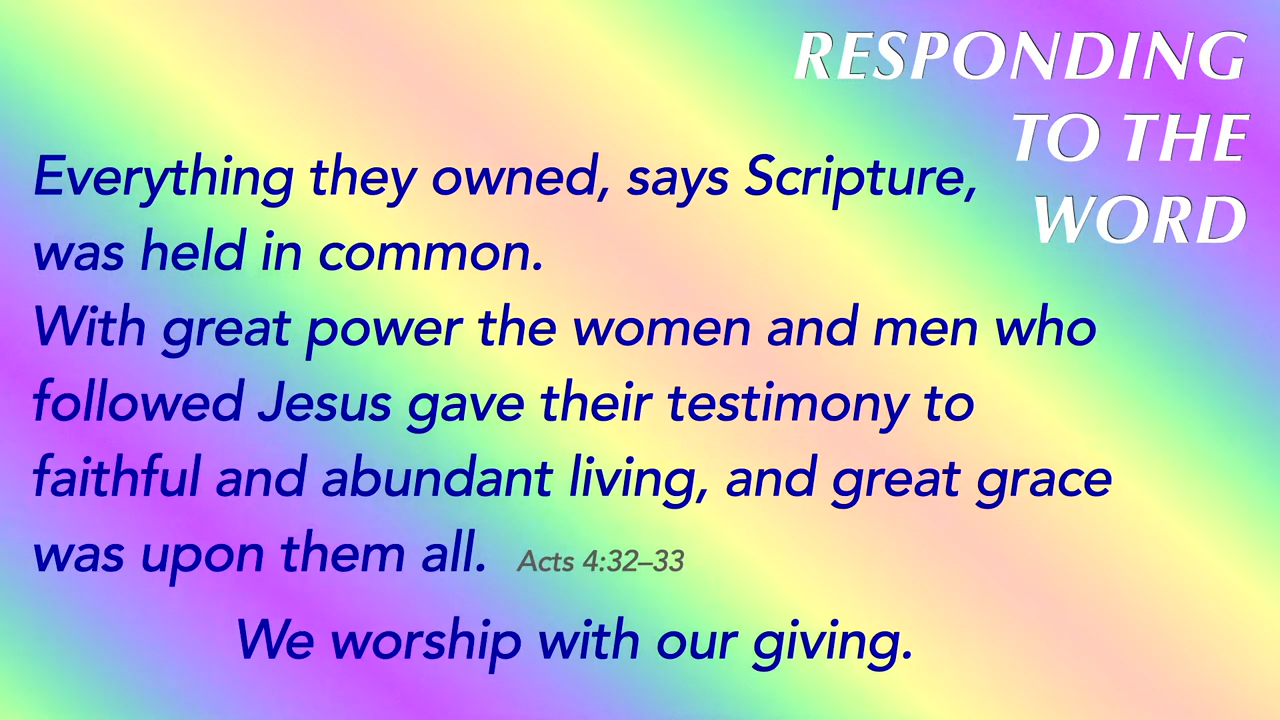 RESPONDING
TO THE
WORD
Everything they owned, says Scripture,
was held in common.
With great power the women and men who
followed Jesus gave their testimony to
faithful and abundant living, and great grace
was upon them all. Acts 4:32–33
We worship with our giving.